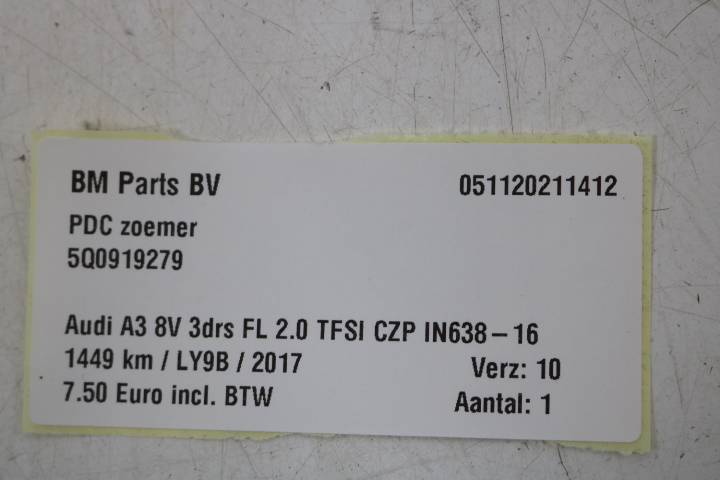 BM Parts BV 051120211412
PDC zoemer
5Q0919279
Audi A3 8V 3drs FL 2.0 TFSI CZP IN638-16
1449 km / LY9B / 2017 Verz: 10
7.50 Euro incl. BTW Aantal: 1